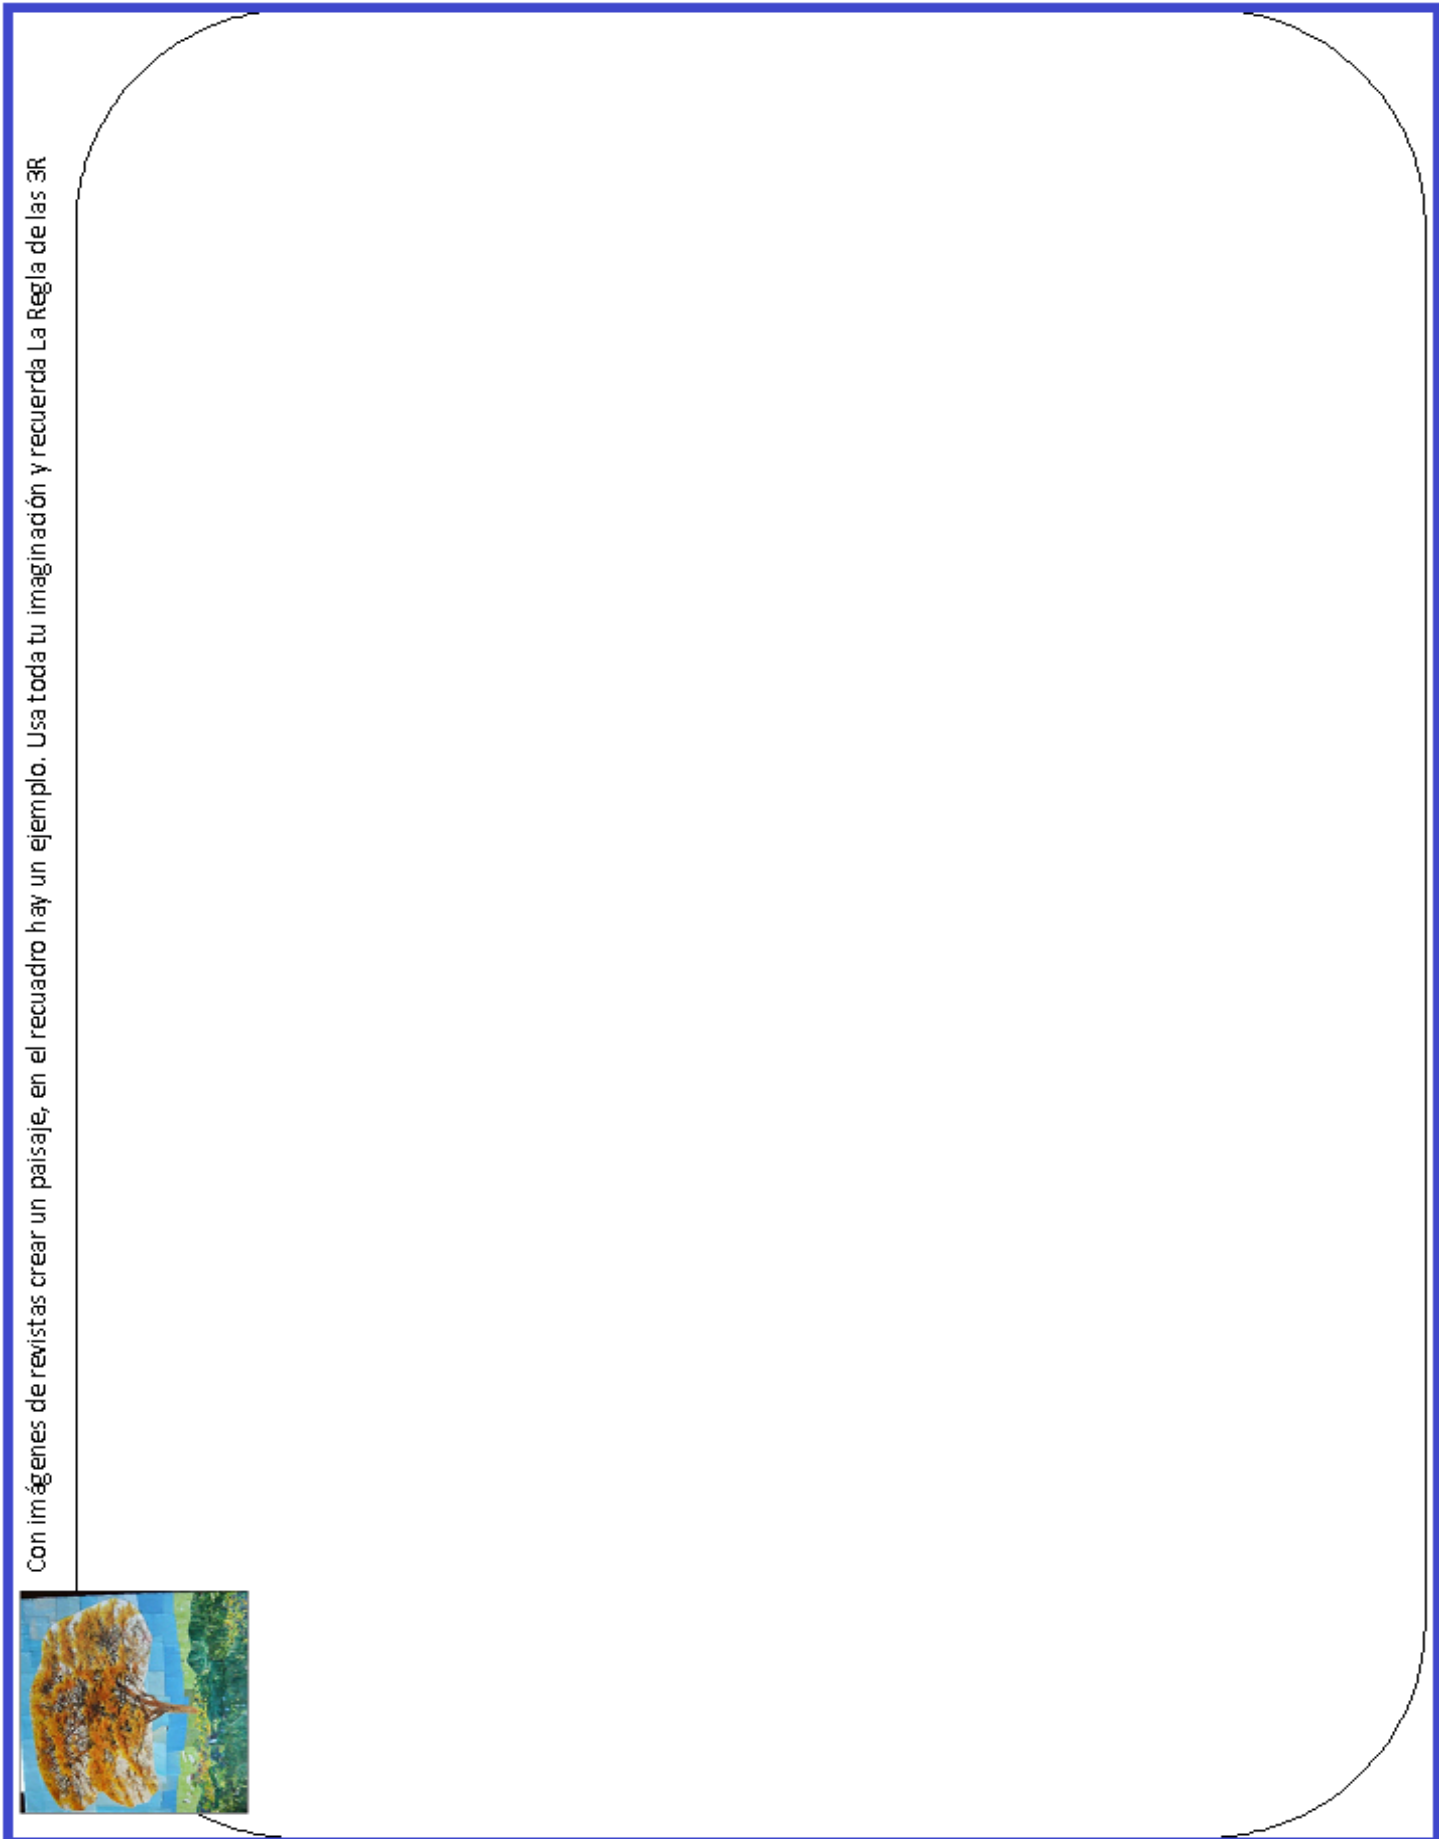 Con imágenes de revistas crear un paisaje, en el recuadro hay un ejemplo. Usa toda tu imaginación y recuerda La Regla de las 3R